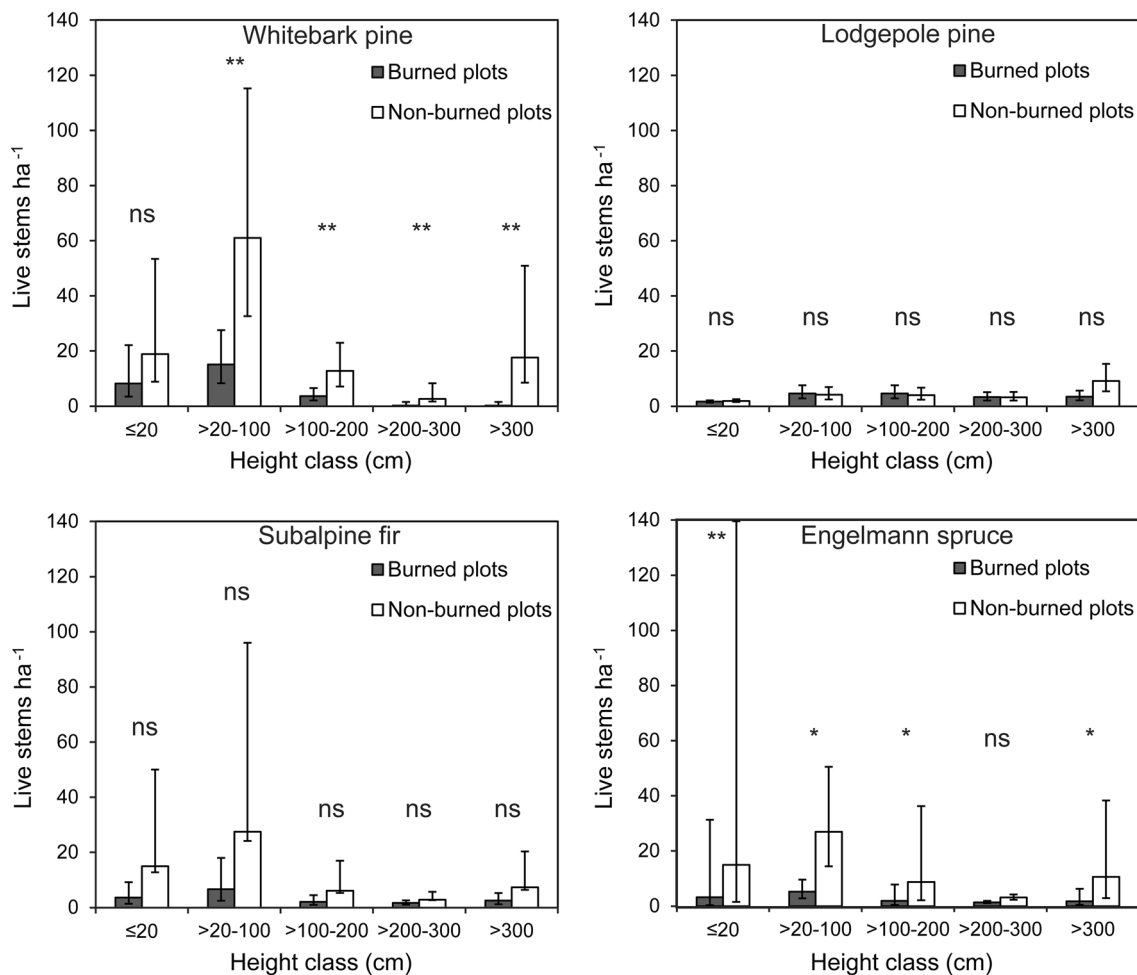 Whitebark pine
Burned plots
Non-burned plots
Live stems ha⁻¹
140
120
100
80
60
40
20
0
ns
**
**
**
**
≤20 >20-100 >100-200 >200-300 >300
Height class (cm)
Lodgepole pine
Burned plots
Non-burned plots
Live stems ha⁻¹
140
120
100
80
60
40
20
0
ns ns ns ns ns
≤20 >20-100 >100-200 >200-300 >300
Height class (cm)
Subalpine fir
Burned plots
Non-burned plots
Live stems ha⁻¹
140
120
100
80
60
40
20
0
ns
ns
ns ns ns
≤20 >20-100 >100-200 >200-300 >300
Height class (cm)
Engelmann spruce
Burned plots
Non-burned plots
Live stems ha⁻¹
140
120
100
80
60
40
20
0
**
* * ns *
≤20 >20-100 >100-200 >200-300 >300
Height class (cm)